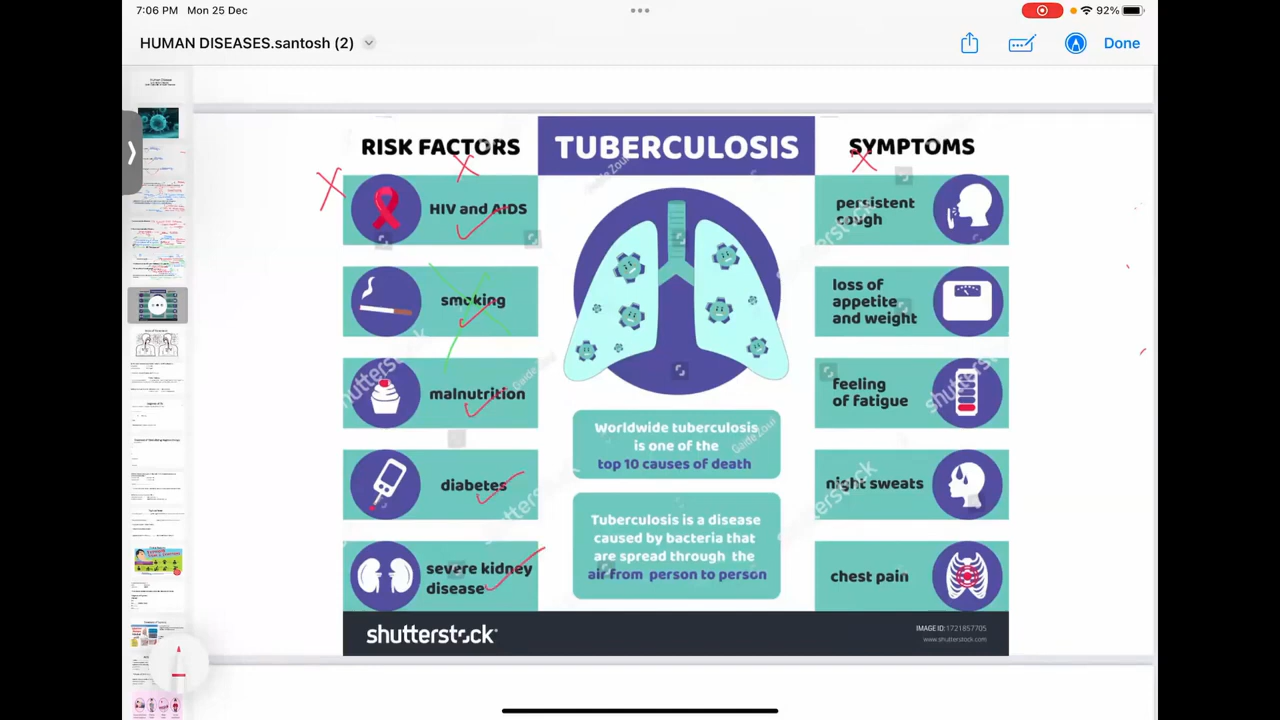 7:06 PM Mon 25 Dec
92%
HUMAN DISEASES.santosh (2)
Done
RISK FACTORS
TUBERCULOSIS
SYMPTOMS
HIV and AIDS
smoking
malnutrition
diabetes
severe kidney
disease
Worldwide tuberculosis
is one of the
top 10 causes of death
Tuberculosis is a disease
caused by bacteria that
are spread through the
air from person to person
persistent
cough
loss of
appetite
and weight
feeling
of fatigue
night sweats
chest pain
shutterstock
IMAGE ID: 1721857705
www.shutterstock.com